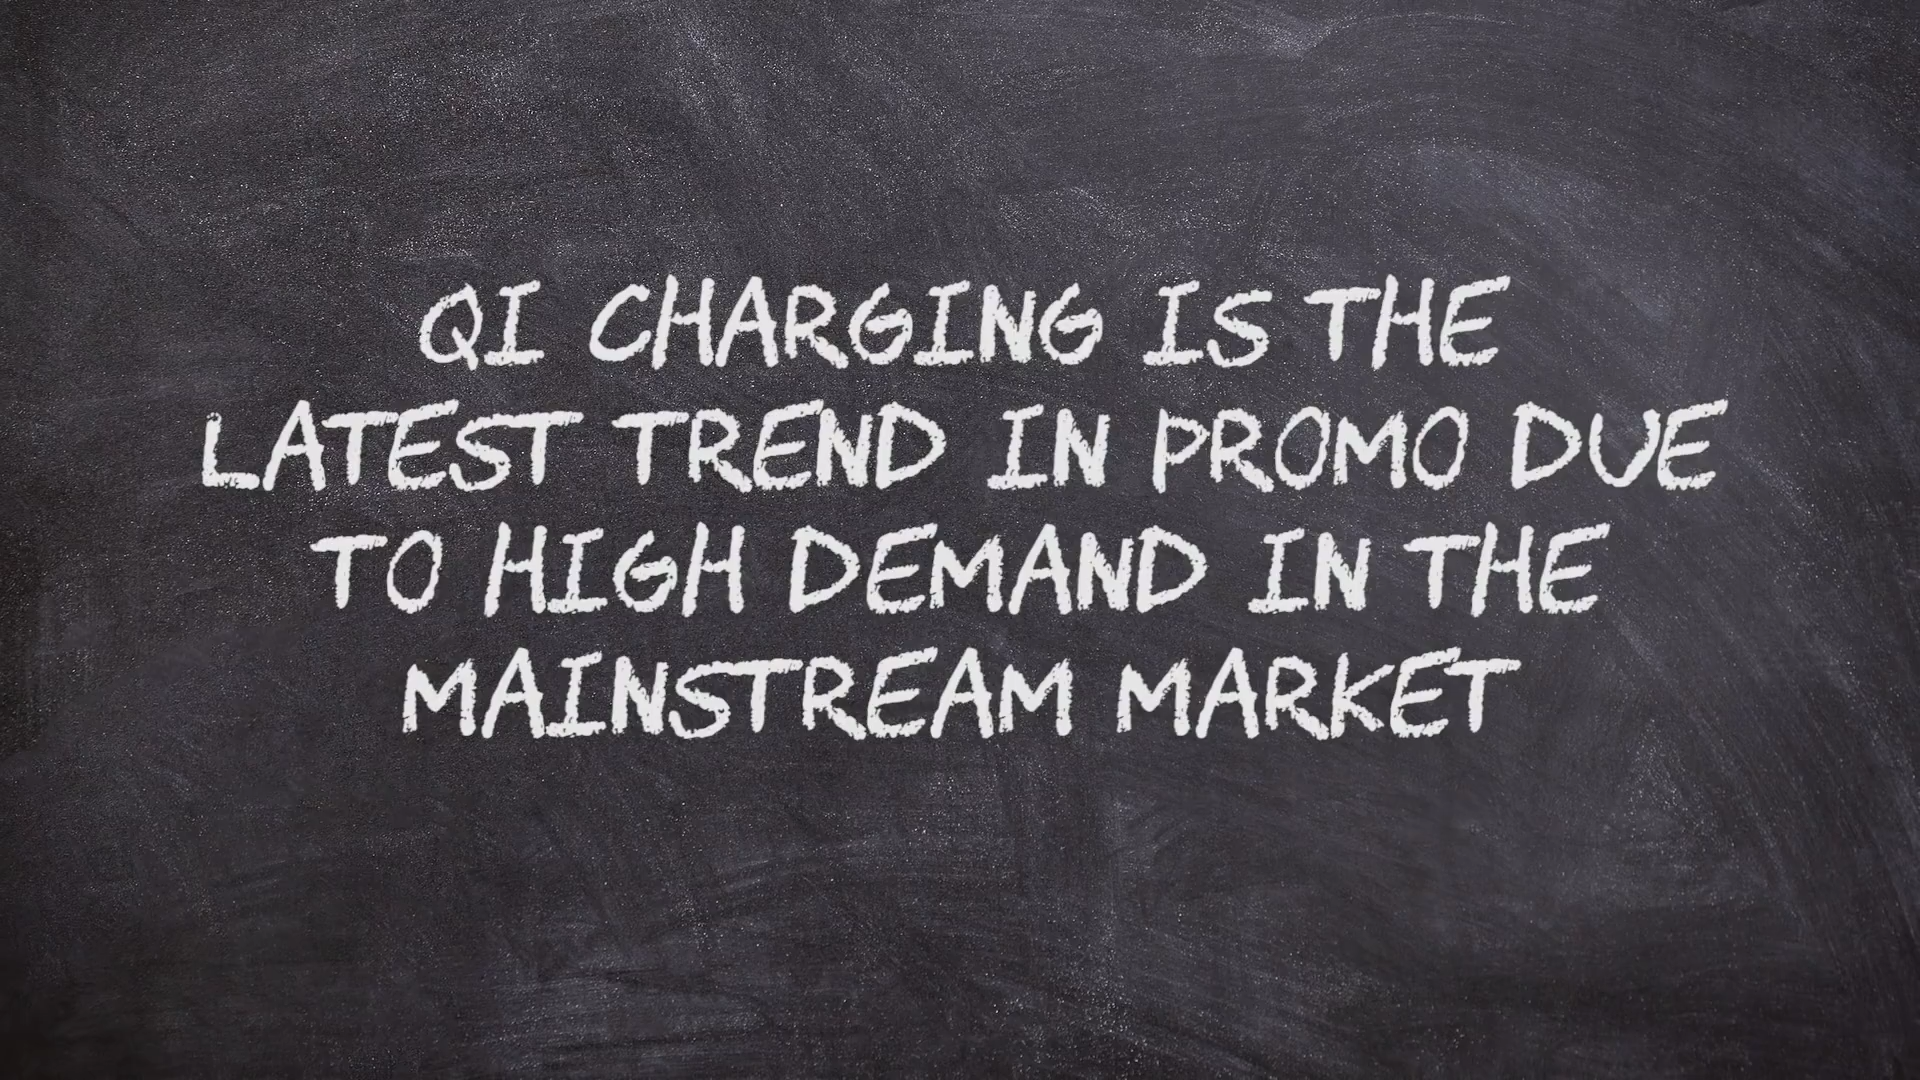 QI CHARGING IS THE
LATEST TREND IN PROMO DUE
TO HIGH DEMAND IN THE
MAINSTREAM MARKET